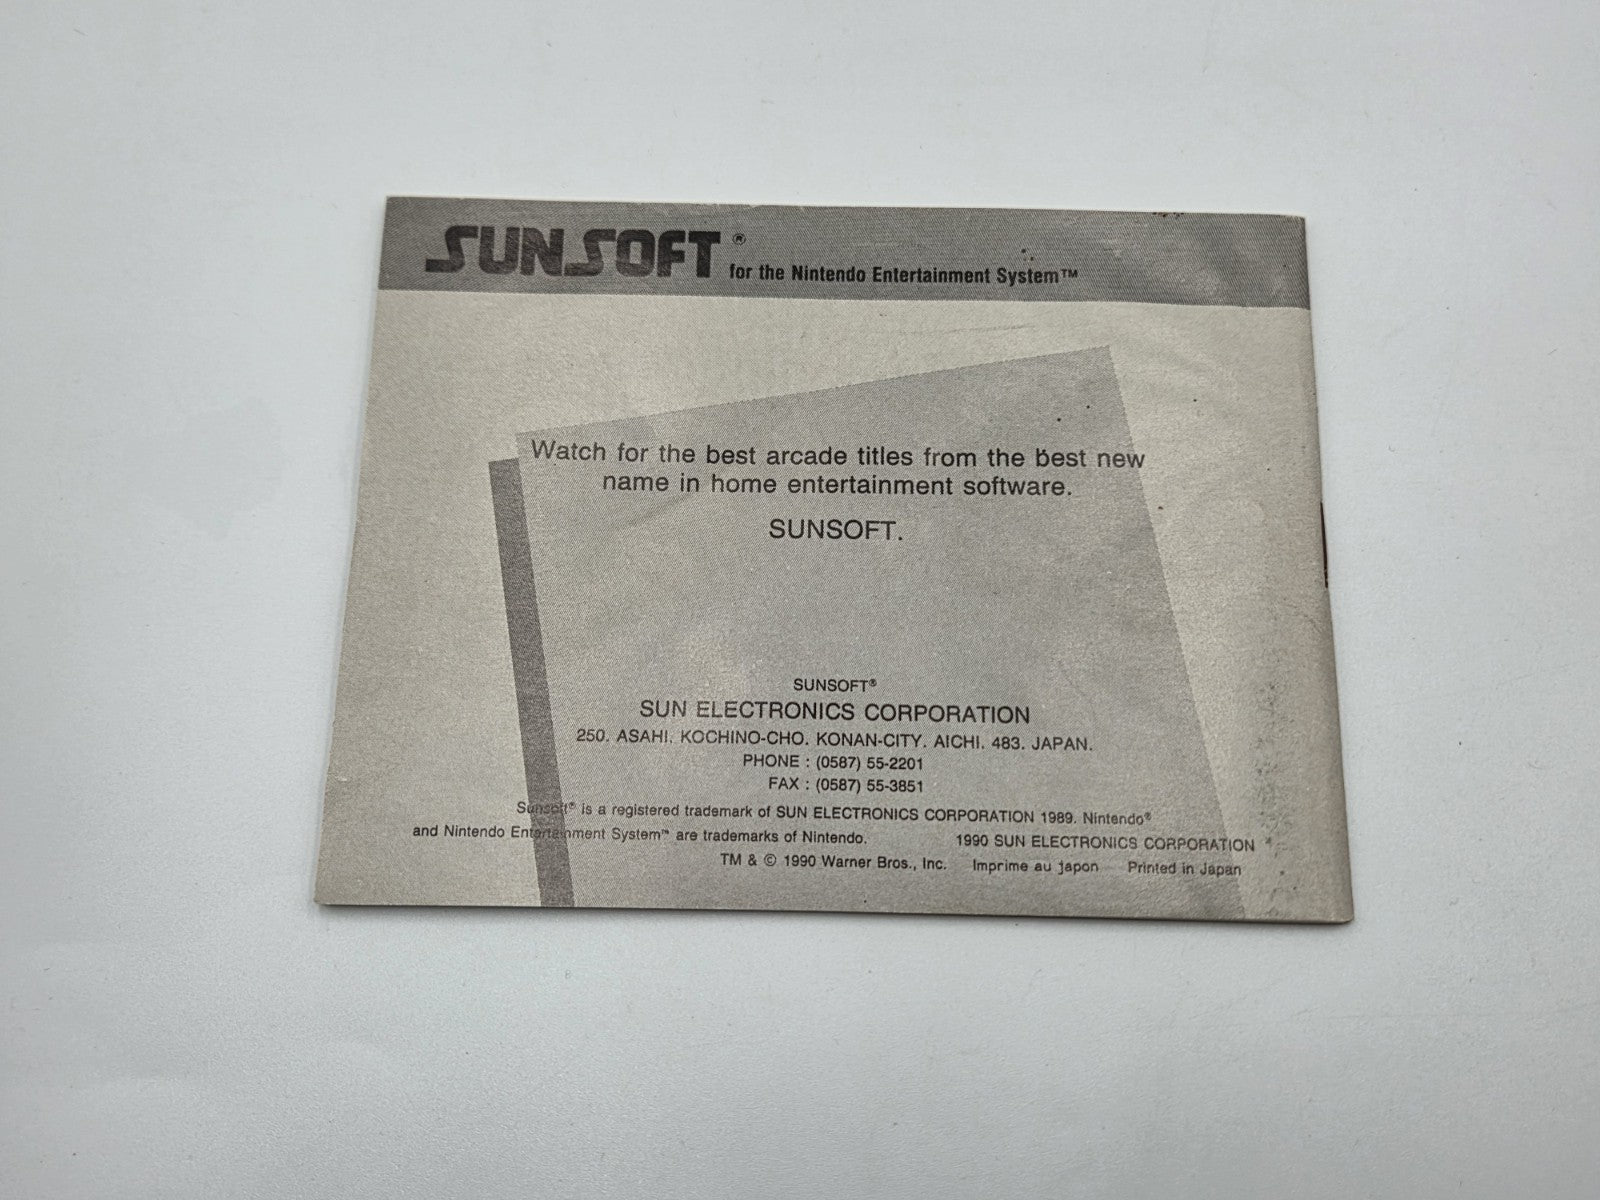 SUNSOFT® for the Nintendo Entertainment System™
Watch for the best arcade titles from the best new
name in home entertainment software.
SUNSOFT.
SUNSOFT®
SUN ELECTRONICS CORPORATION
250. ASAHI. KOCHINO-CHO. KONAN-CITY. AICHI. 483. JAPAN.
PHONE : (0587) 55-2201
FAX : (0587) 55-3851
Sunsoft® is a registered trademark of SUN ELECTRONICS CORPORATION 1989. Nintendo®
and Nintendo Entertainment System™ are trademarks of Nintendo. 1990 SUN ELECTRONICS CORPORATION
TM & © 1990 Warner Bros., Inc. Imprime au japon Printed in Japan